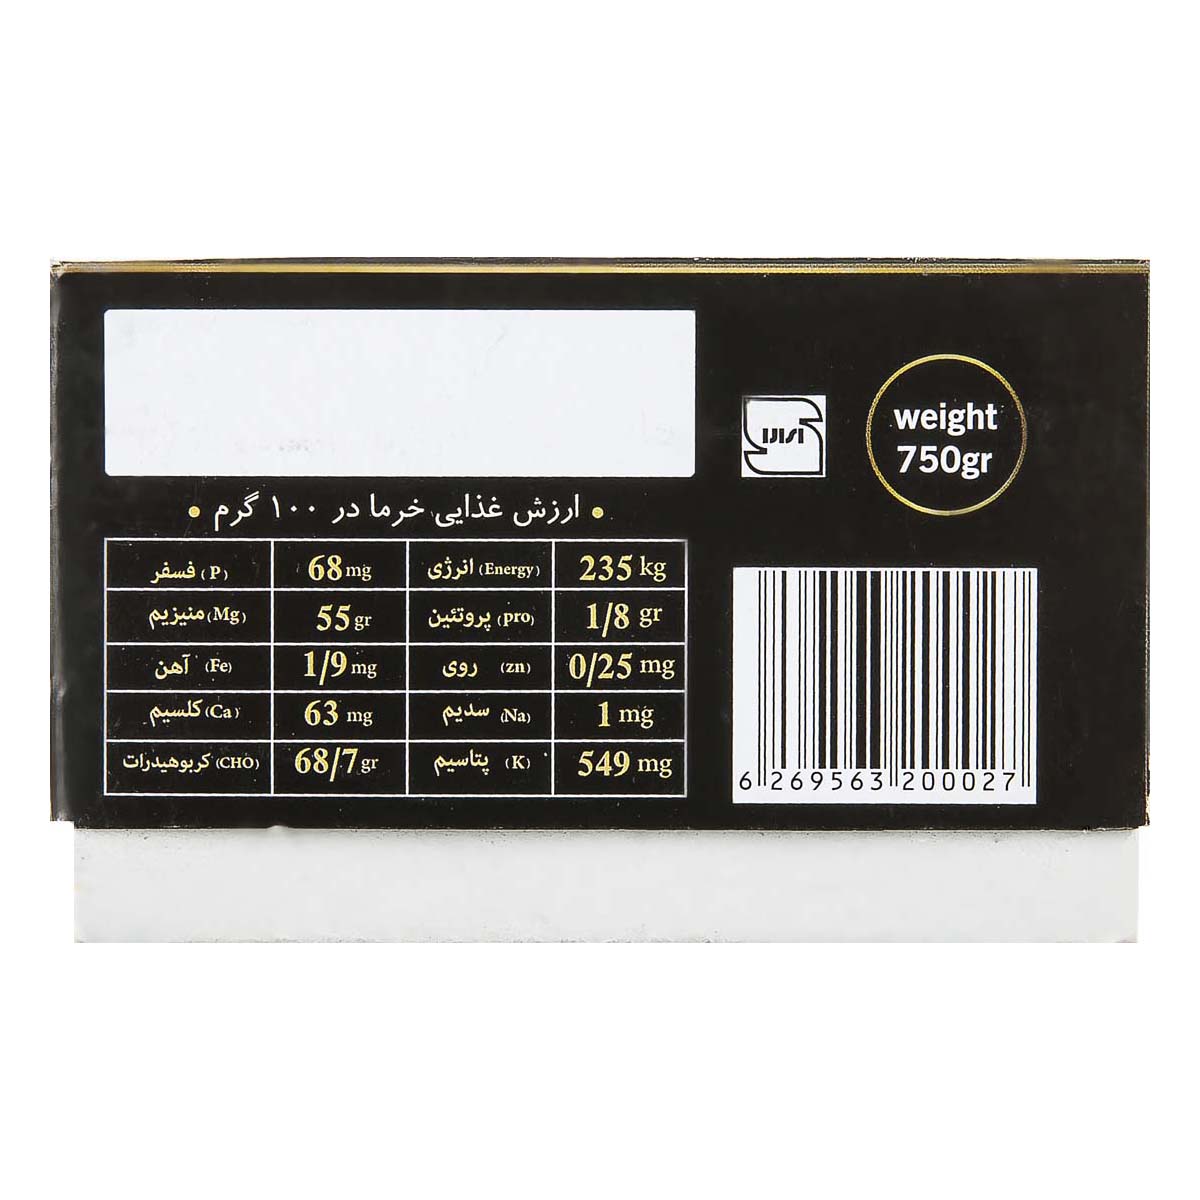 weight
750gr
• ارزش غذایی خرما در ۱۰۰ گرم •
235 kg انرژی (Energy) 68 mg فسفر (P)
1/8 gr پروتئین (pro) 55 gr منیزیم (Mg)
0/25 mg روی (zn) 1/9 mg آهن (Fe)
1 mg سدیم (Na) 63 mg کلسیم (Ca)
549 mg پتاسیم (K) 68/7 gr کربوهیدرات (CHO)
6 269563 200027